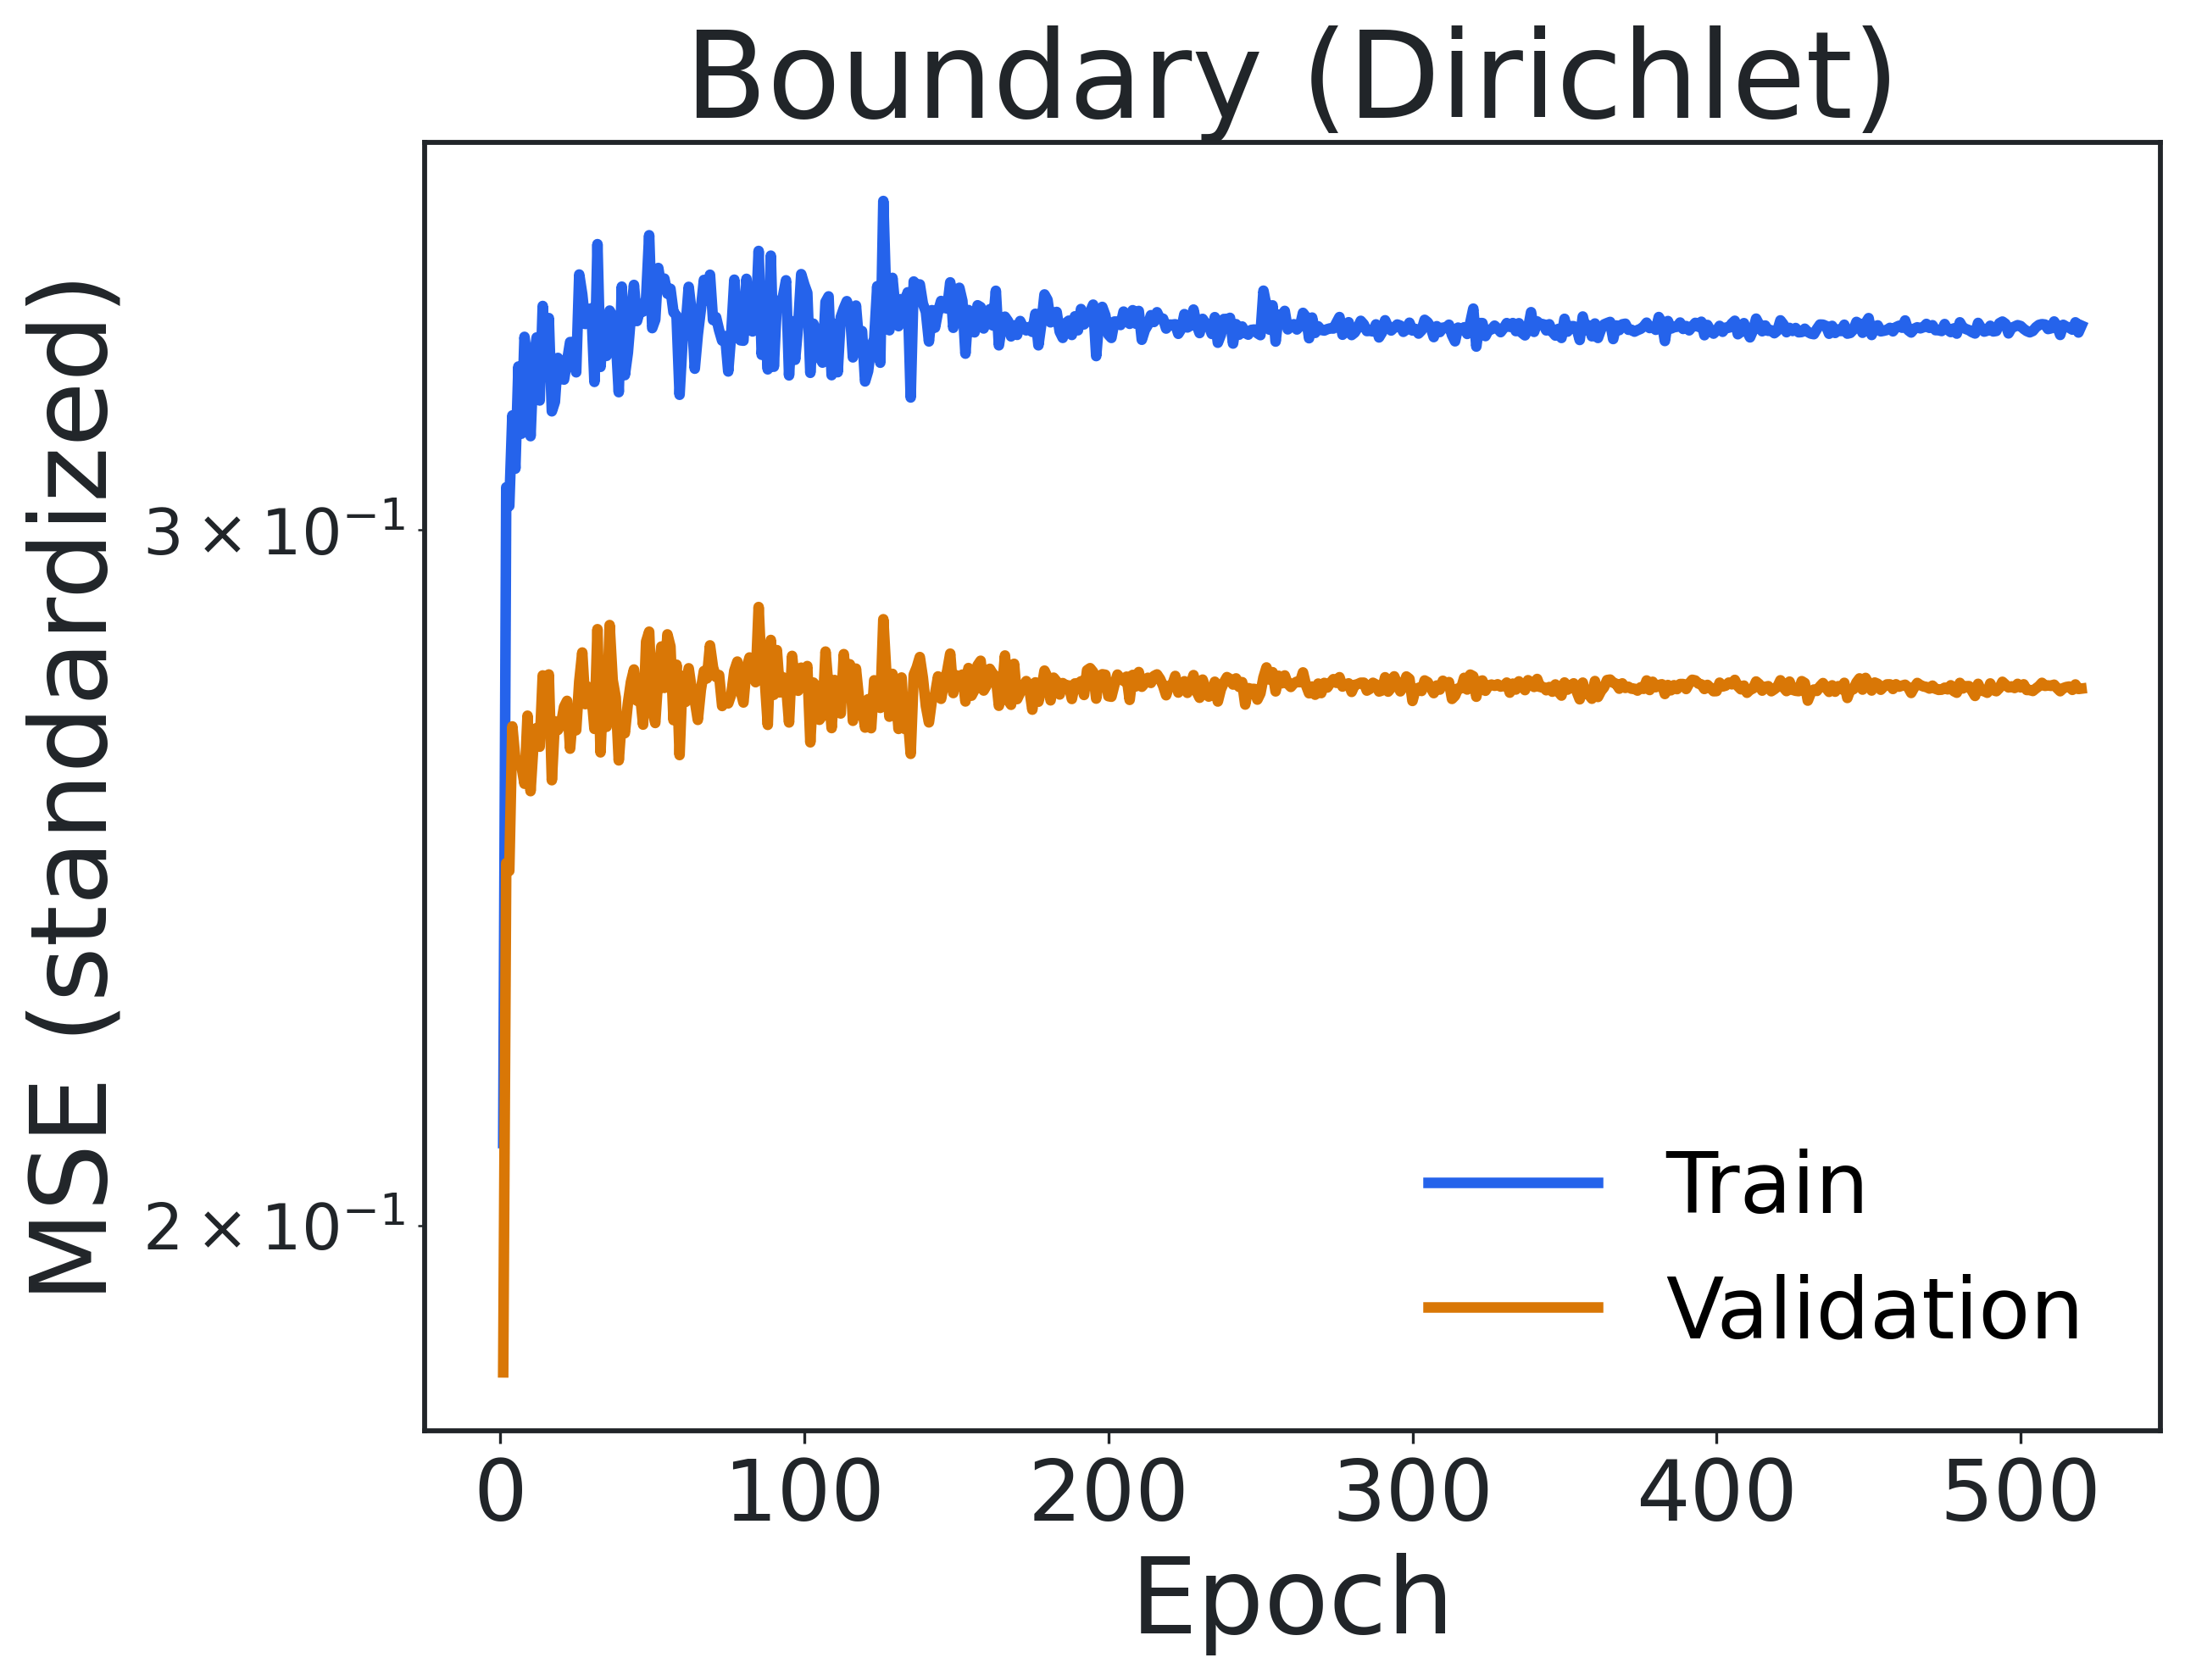 Boundary (Dirichlet)
MSE (standardized)
3 × 10⁻¹
2 × 10⁻¹
Train
Validation
0 100 200 300 400 500
Epoch